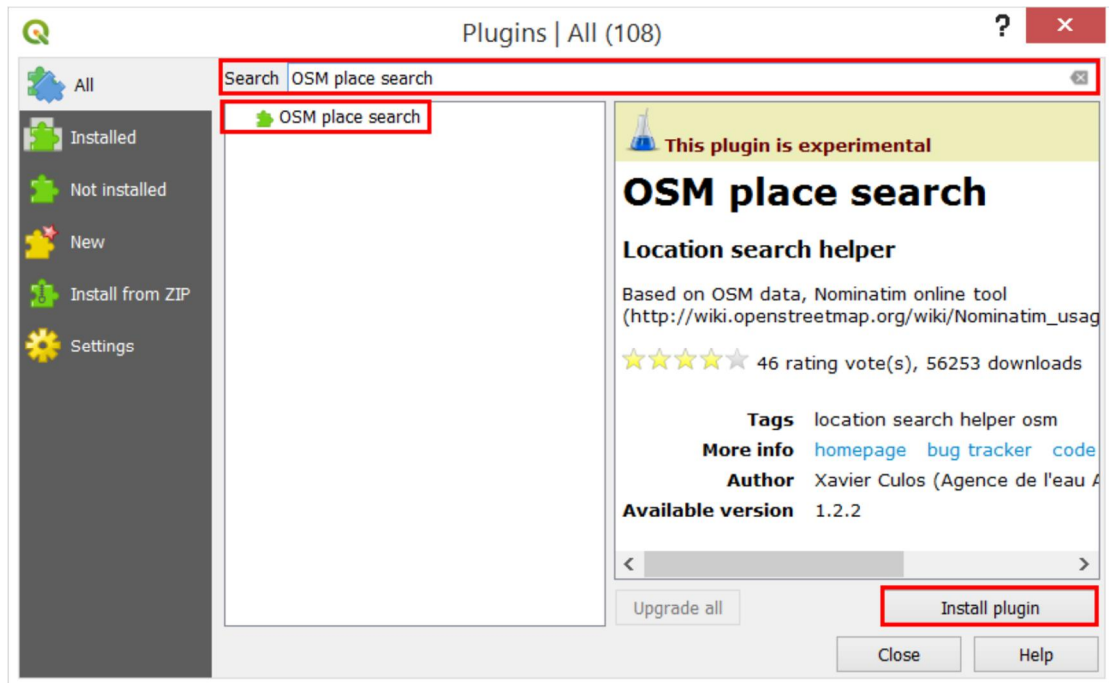 Plugins | All (108)
?
All
Installed
Not installed
New
Install from ZIP
Settings
Search OSM place search
OSM place search
This plugin is experimental
OSM place search
Location search helper
Based on OSM data, Nominatim online tool
(http://wiki.openstreetmap.org/wiki/Nominatim_usag
46 rating vote(s), 56253 downloads
Tags location search helper osm
More info homepage bug tracker code
Author Xavier Culos (Agence de l'eau A
Available version 1.2.2
Upgrade all
Install plugin
Close
Help